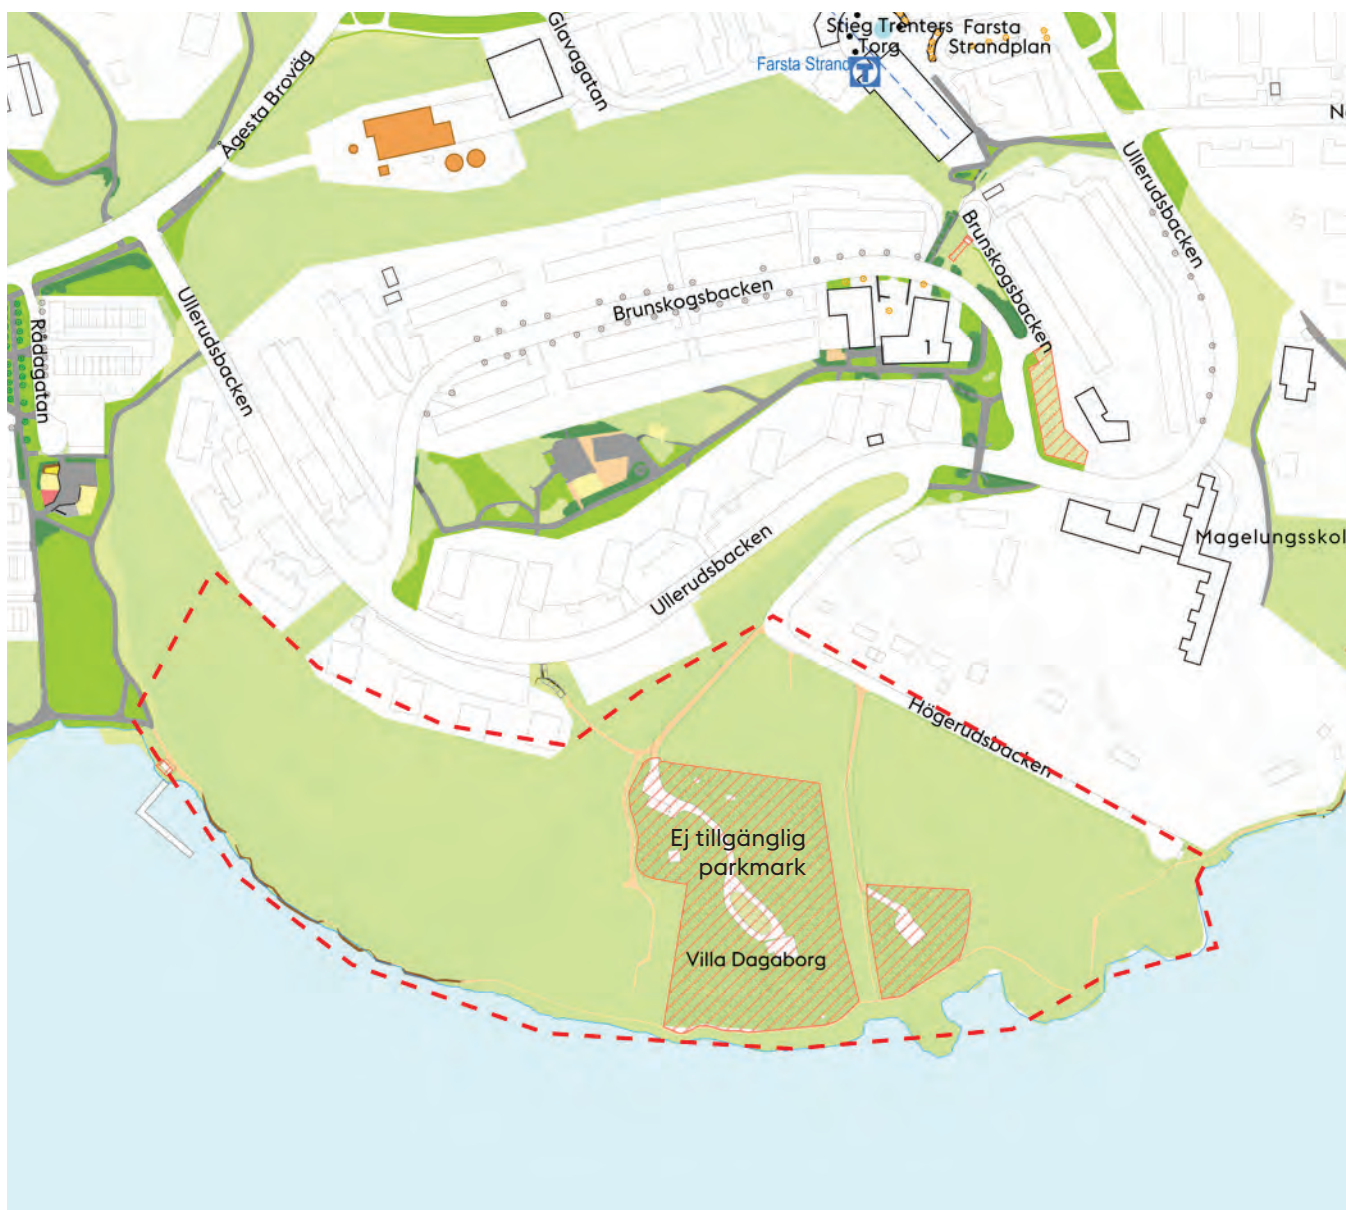 Stieg Trenters
Torg
Farsta
Strandplan
Farsta Strand
T
Glavagatan
Ågesta Broväg
Ullerudsbacken
Brunskogsbacken
Ullerudsbacken
Brunskogsbacken
1
Rådagatan
Ullerudsbacken
Magelungsskol
Högerudsbacken
Ej tillgänglig
parkmark
Villa Dagaborg